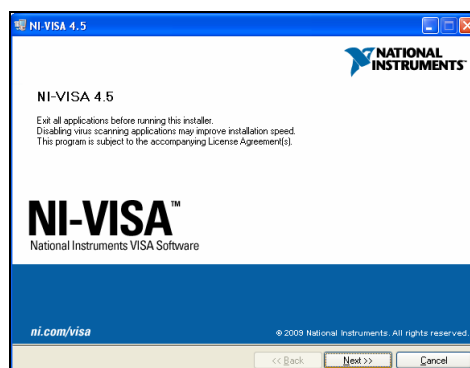 NI-VISA 4.5
NATIONAL
INSTRUMENTS™
NI-VISA 4.5
Exit all applications before running this installer.
Disabling virus scanning applications may improve installation speed.
This program is subject to the accompanying License Agreement(s).
NI-VISA™
National Instruments VISA Software
ni.com/visa
© 2009 National Instruments. All rights reserved.
<< Back
Next >>
Cancel